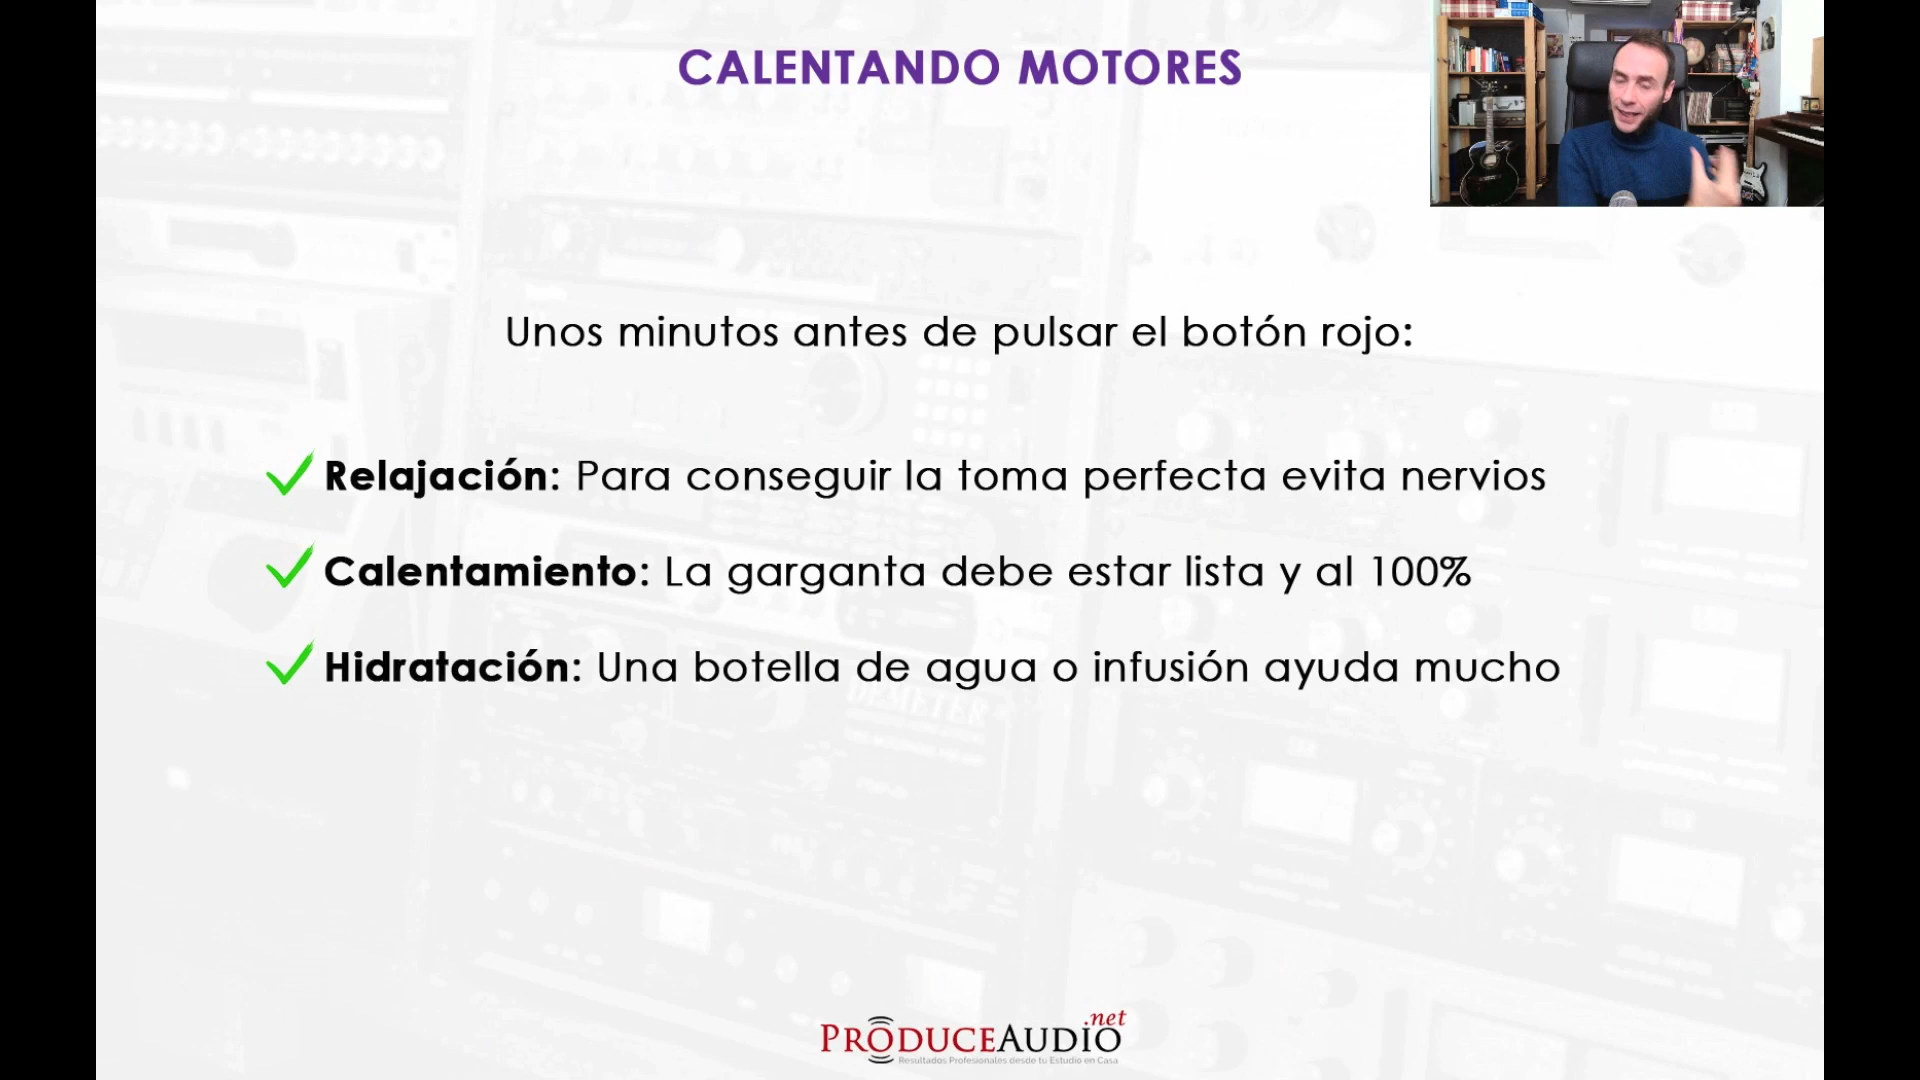 CALENTANDO MOTORES
Unos minutos antes de pulsar el botón rojo:
Relajación: Para conseguir la toma perfecta evita nervios
Calentamiento: La garganta debe estar lista y al 100%
Hidratación: Una botella de agua o infusión ayuda mucho
DEMETER
PRODUCEAUDIO.net
Resultados Profesionales desde tu Estudio en Casa